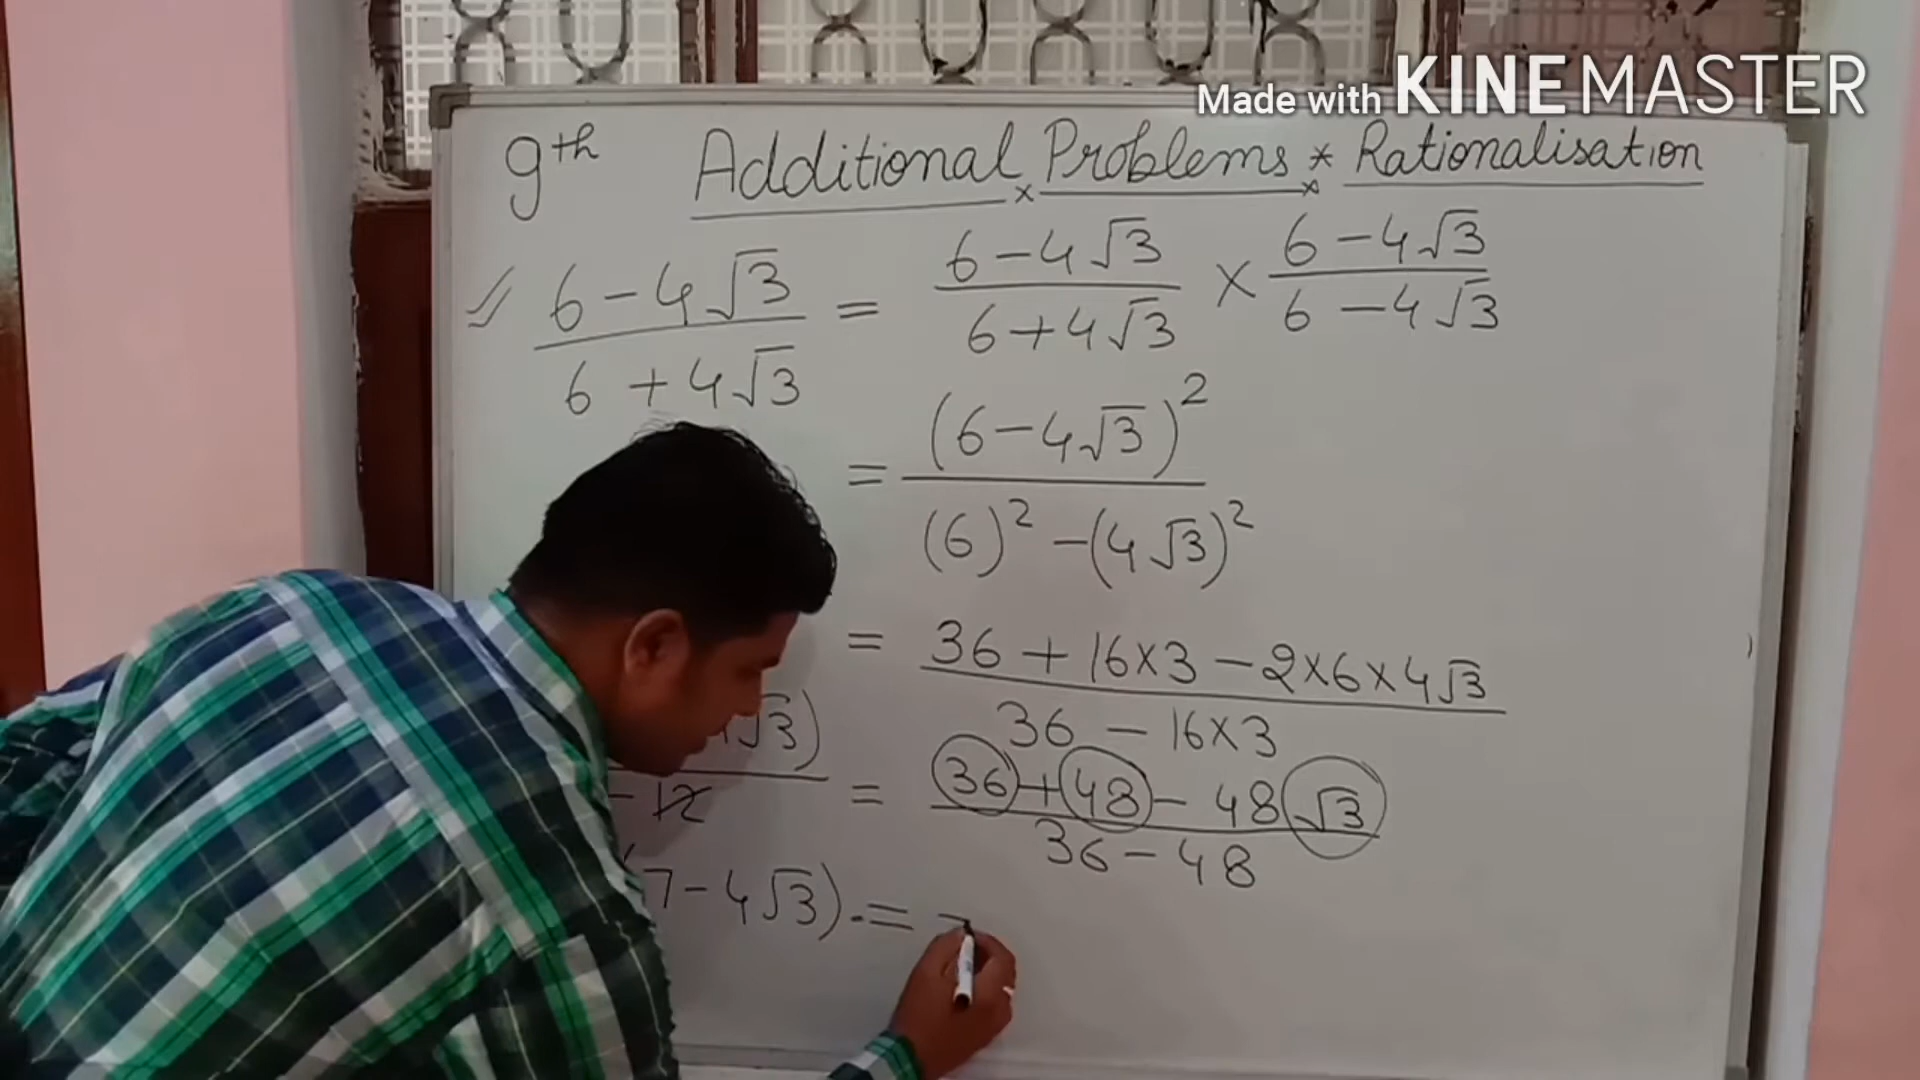 Made with KINEMASTER
9th Additional Problems * Rationalisation
6-4√3 / 6+4√3 = 6-4√3 / 6+4√3 × 6-4√3 / 6-4√3
= (6-4√3)² / (6)² -(4√3)²
= 36 + 16×3 - 2×6×4√3 / 36 - 16×3
√3) / -12 = 36+48- 48√3 / 36-48
7-4√3) =